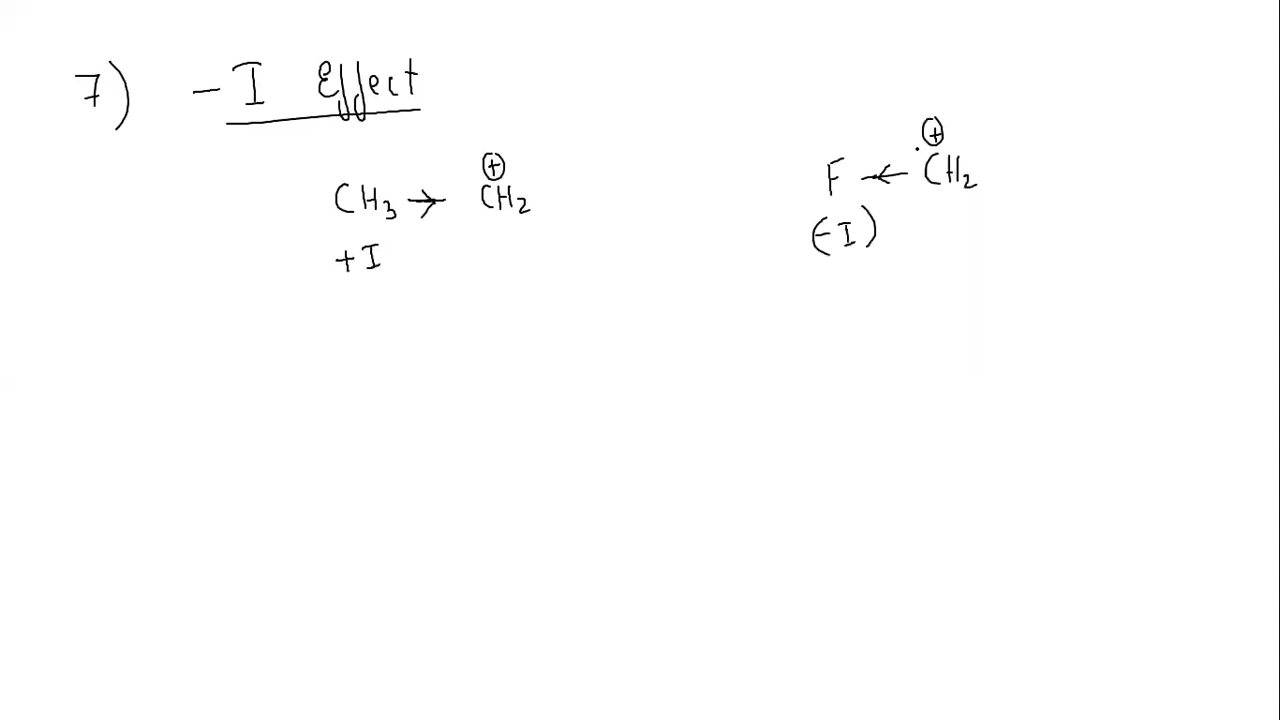 7) - I Effect
CH3 → CH2 ⊕
+I
F ← CH2 ⊕
(-I)